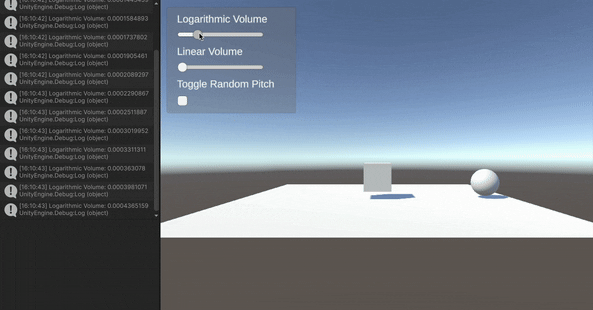 UnityEngine.Debug:Log (object)
[16:10:42] Logarithmic Volume: 0.0001584893
UnityEngine.Debug:Log (object)
[16:10:42] Logarithmic Volume: 0.0001737802
UnityEngine.Debug:Log (object)
[16:10:42] Logarithmic Volume: 0.0001905461
UnityEngine.Debug:Log (object)
[16:10:42] Logarithmic Volume: 0.0002089297
UnityEngine.Debug:Log (object)
[16:10:43] Logarithmic Volume: 0.0002290867
UnityEngine.Debug:Log (object)
[16:10:43] Logarithmic Volume: 0.0002511887
UnityEngine.Debug:Log (object)
[16:10:43] Logarithmic Volume: 0.0003019952
UnityEngine.Debug:Log (object)
[16:10:43] Logarithmic Volume: 0.0003311311
UnityEngine.Debug:Log (object)
[16:10:43] Logarithmic Volume: 0.000363078
UnityEngine.Debug:Log (object)
[16:10:43] Logarithmic Volume: 0.0003981071
UnityEngine.Debug:Log (object)
[16:10:43] Logarithmic Volume: 0.0004365159
UnityEngine.Debug:Log (object)
Logarithmic Volume
Linear Volume
Toggle Random Pitch